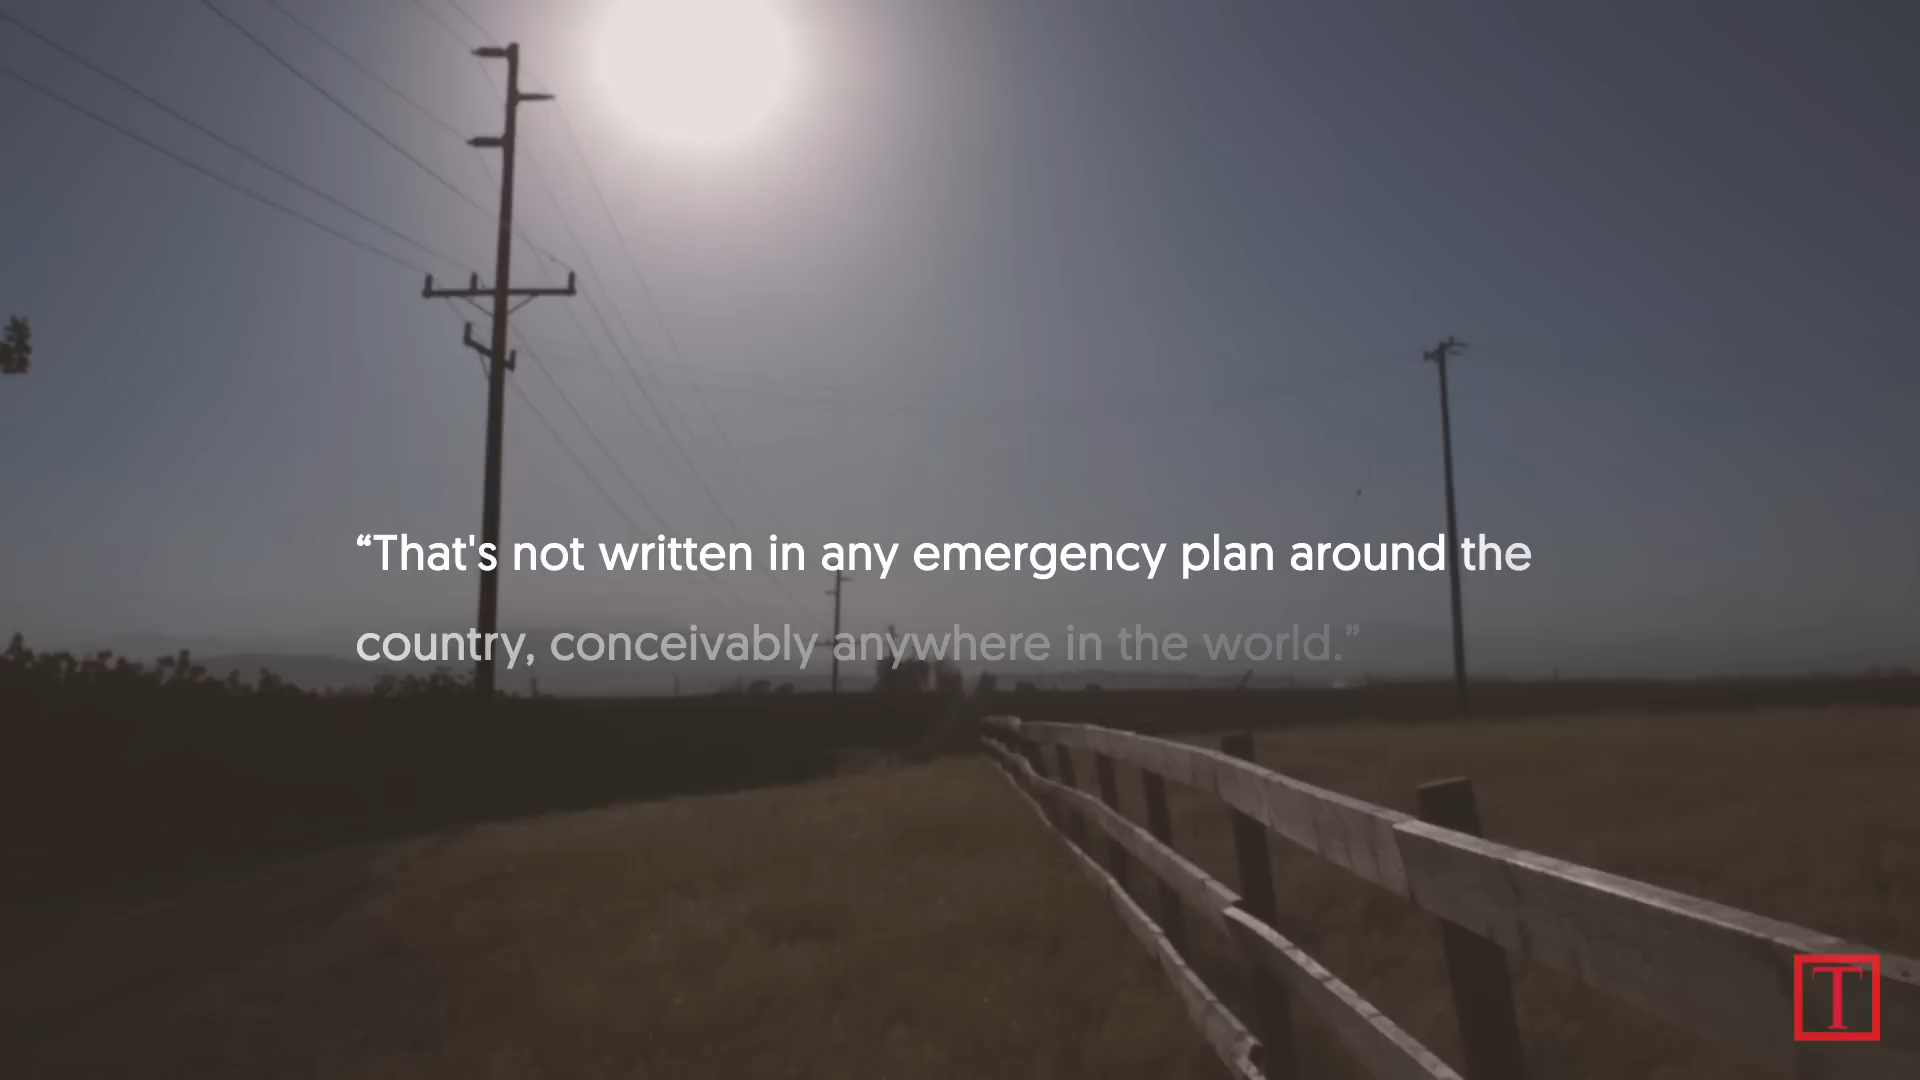 “That's not written in any emergency plan around the
country, conceivably anywhere in the world.”
T